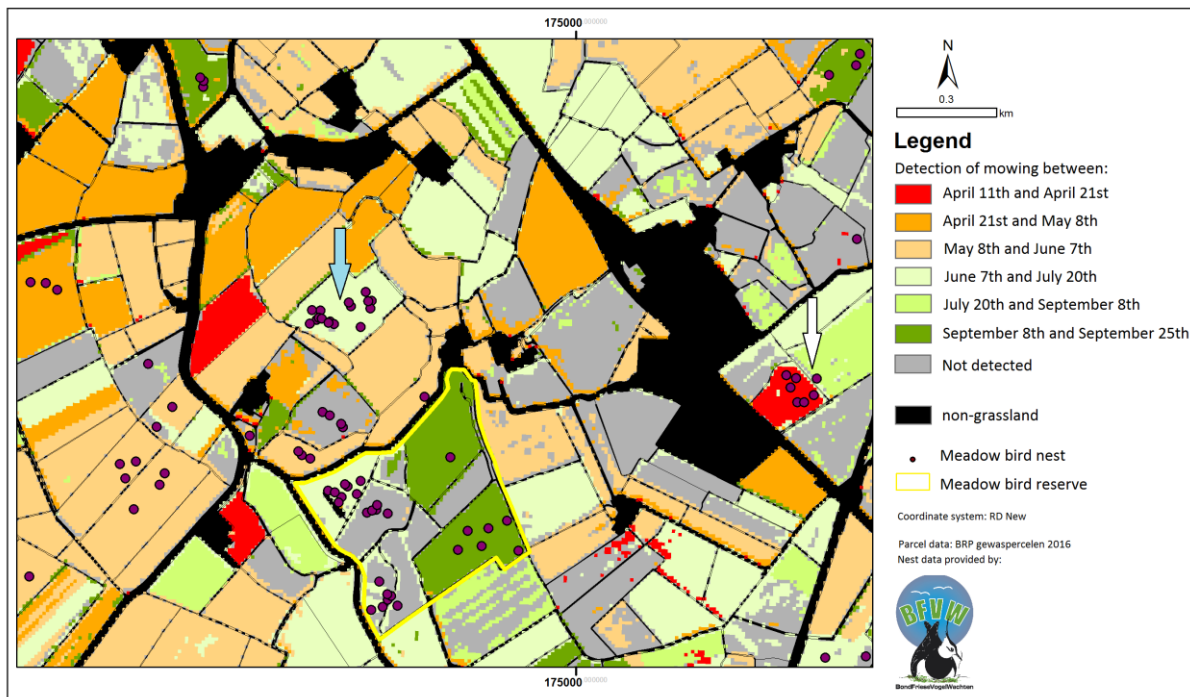 175000000000
N
0.3
km
Legend
Detection of mowing between:
April 11th and April 21st
April 21st and May 8th
May 8th and June 7th
June 7th and July 20th
July 20th and September 8th
September 8th and September 25th
Not detected
non-grassland
Meadow bird nest
Meadow bird reserve
Coordinate system: RD New
Parcel data: BRP gewaspercelen 2016
Nest data provided by:
BFVW
BondFrieseVogelWachten
175000000000